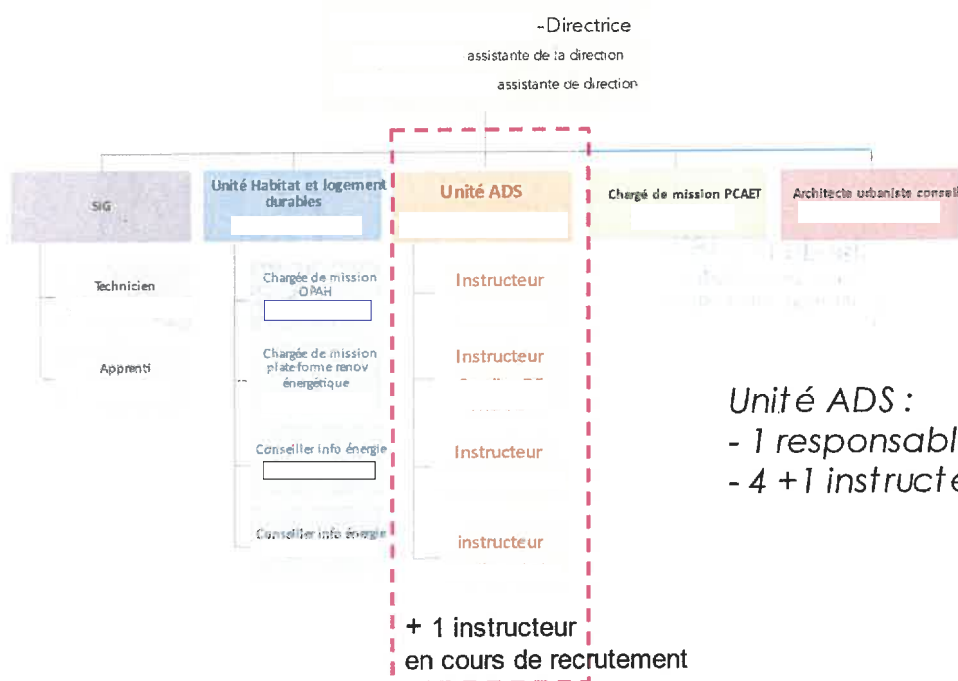 -Directrice
assistante de la direction
assistante de direction
SIG
Unité Habitat et logement
durables
Unité ADS
Chargé de mission PCAET
Architecte urbaniste conseil
Technicien
Apprenti
Chargée de mission
OPAH
Chargée de mission
plateforme renov
énergétique
Conseiller info énergie
Conseiller info énergie
Instructeur
Instructeur
Instructeur
instructeur
+ 1 instructeur
en cours de recrutement
Unité ADS :
- 1 responsabl
- 4 +1 instructe